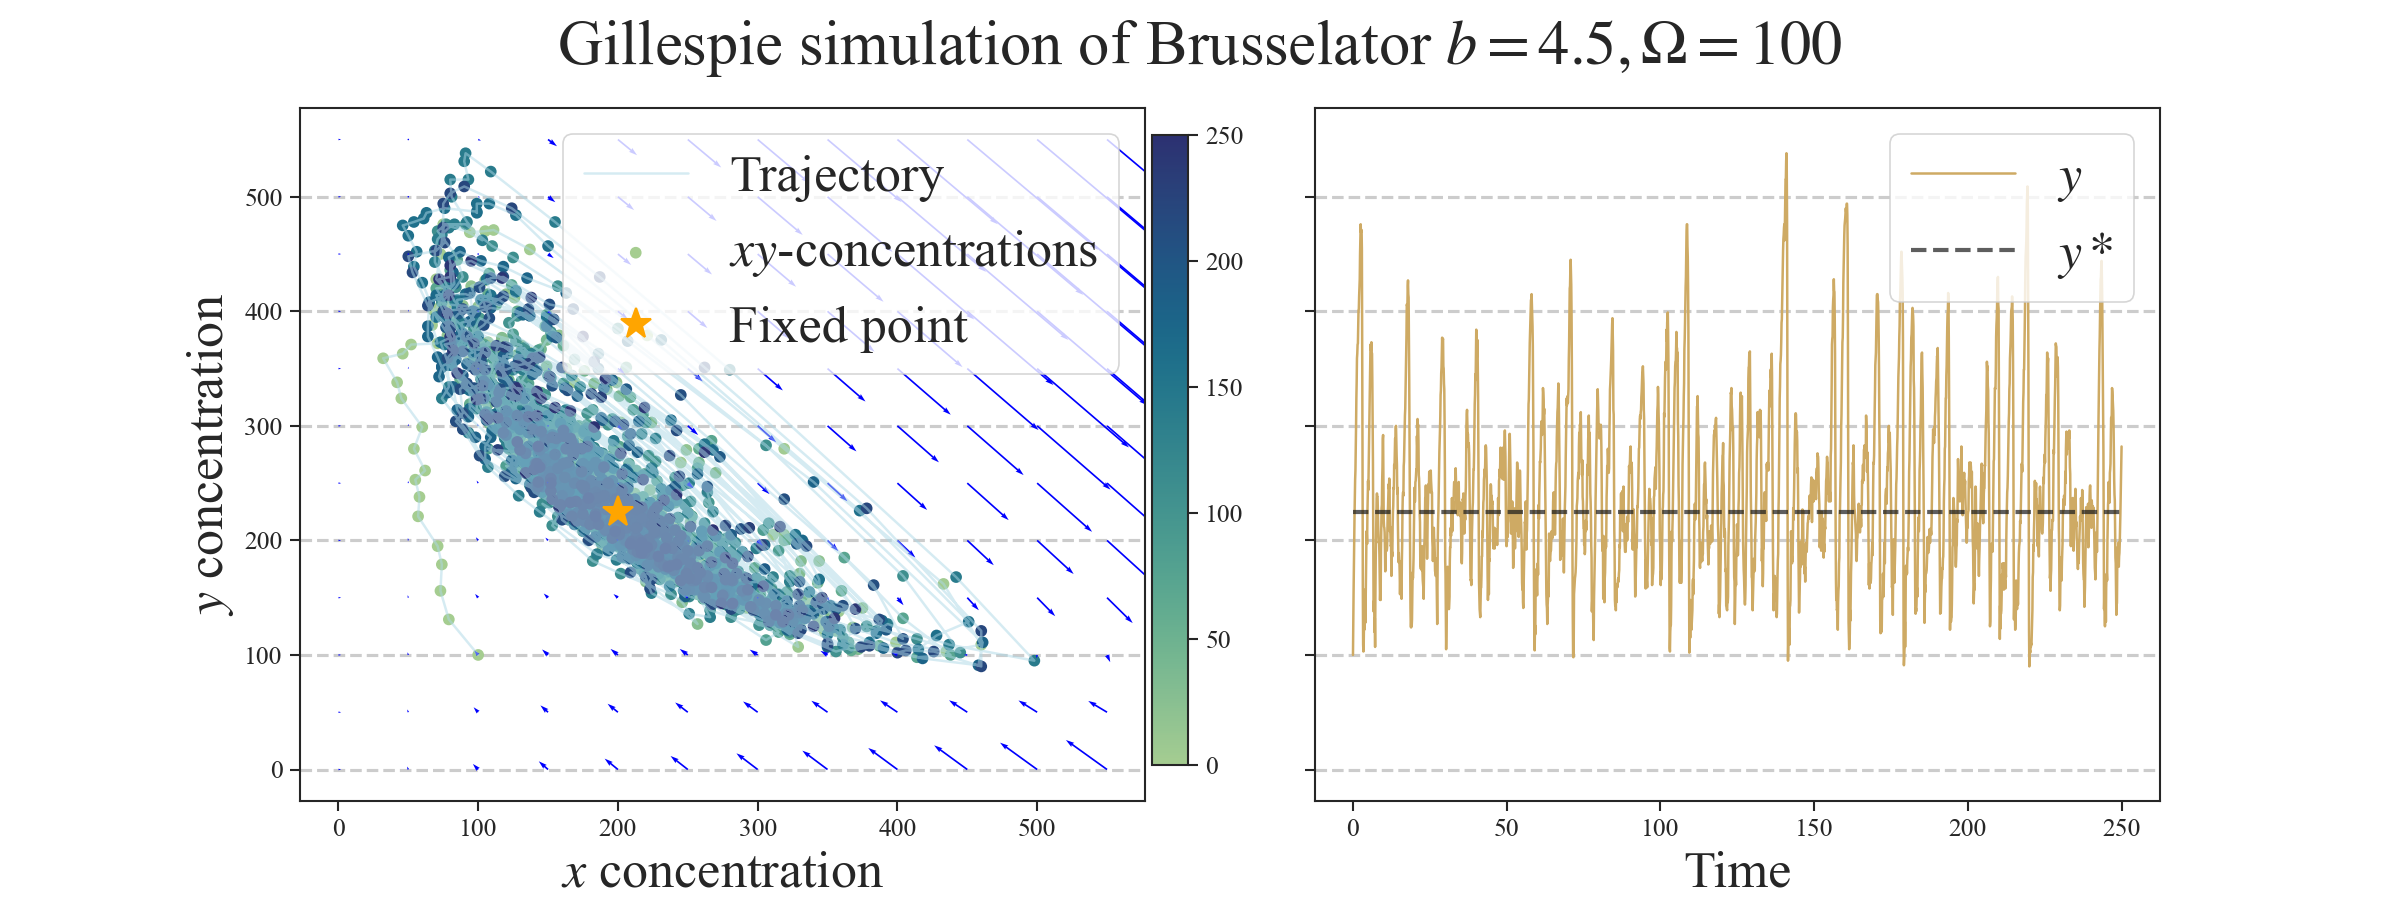 Gillespie simulation of Brusselator b = 4.5, Ω = 100
Trajectory
xy-concentrations
Fixed point
y concentration
500
400
300
200
100
0
0 100 200 300 400 500
x concentration
250
200
150
100
50
0
y
y*
0 50 100 150 200 250
Time